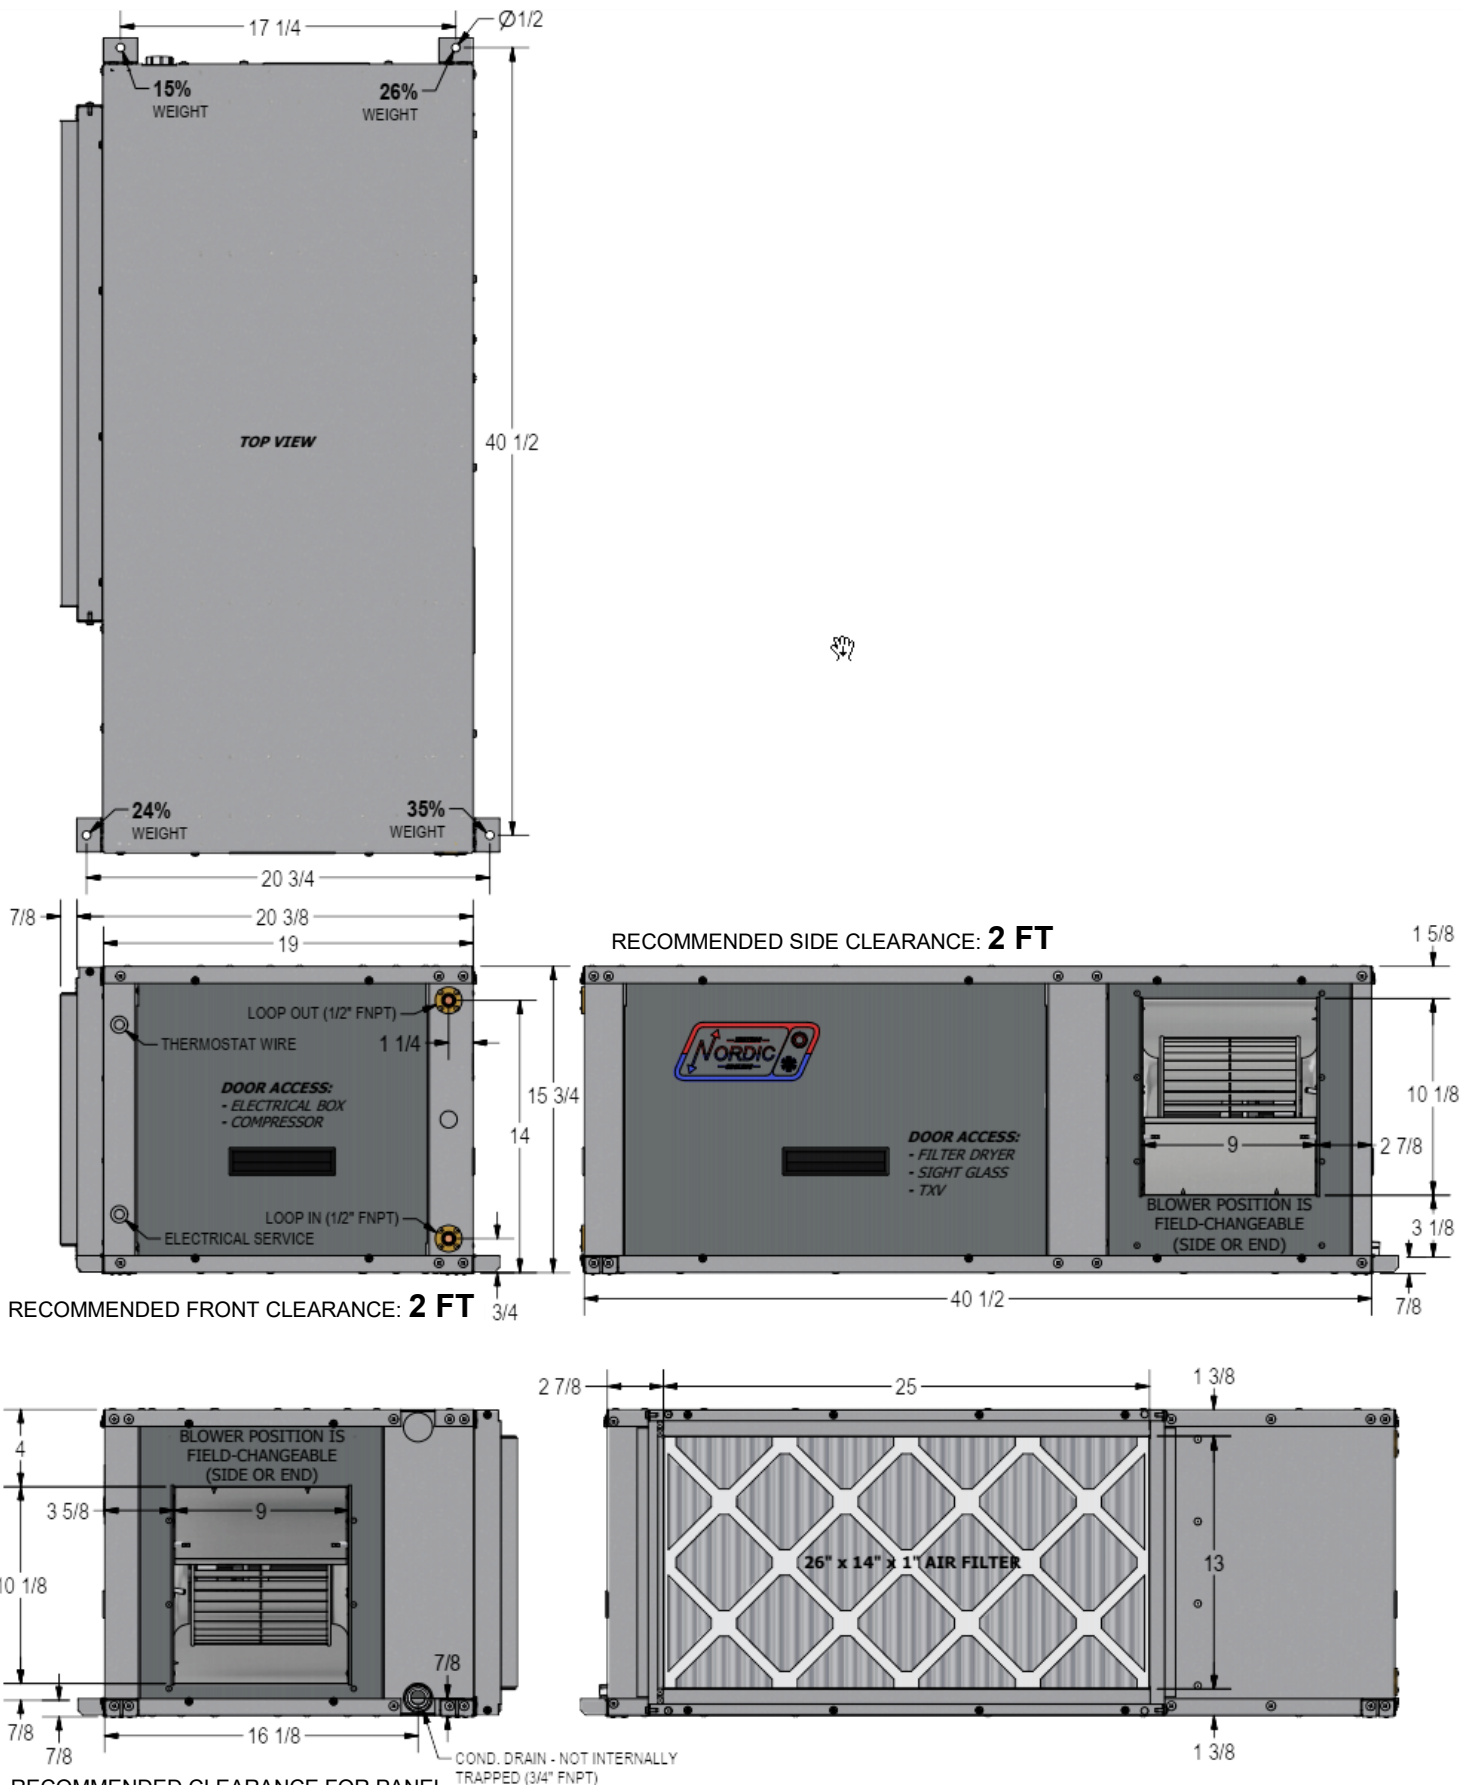 17 1/4
Ø1/2
15%
WEIGHT
26%
WEIGHT
TOP VIEW
40 1/2
24%
WEIGHT
35%
WEIGHT
20 3/4
7/8
20 3/8
19
LOOP OUT (1/2" FNPT)
THERMOSTAT WIRE
1 1/4
DOOR ACCESS:
- ELECTRICAL BOX
- COMPRESSOR
15 3/4
14
LOOP IN (1/2" FNPT)
ELECTRICAL SERVICE
3/4
RECOMMENDED FRONT CLEARANCE: 2 FT
RECOMMENDED SIDE CLEARANCE: 2 FT
1 5/8
NORDIC
DOOR ACCESS:
- FILTER DRYER
- SIGHT GLASS
- TXV
10 1/8
9
2 7/8
BLOWER POSITION IS
FIELD-CHANGEABLE
(SIDE OR END)
3 1/8
7/8
40 1/2
4
BLOWER POSITION IS
FIELD-CHANGEABLE
(SIDE OR END)
3 5/8
9
10 1/8
7/8
7/8
7/8
16 1/8
COND. DRAIN - NOT INTERNALLY
TRAPPED (3/4" FNPT)
RECOMMENDED CLEARANCE FOR PANEL
2 7/8
25
1 3/8
26" x 14" x 1" AIR FILTER
13
1 3/8